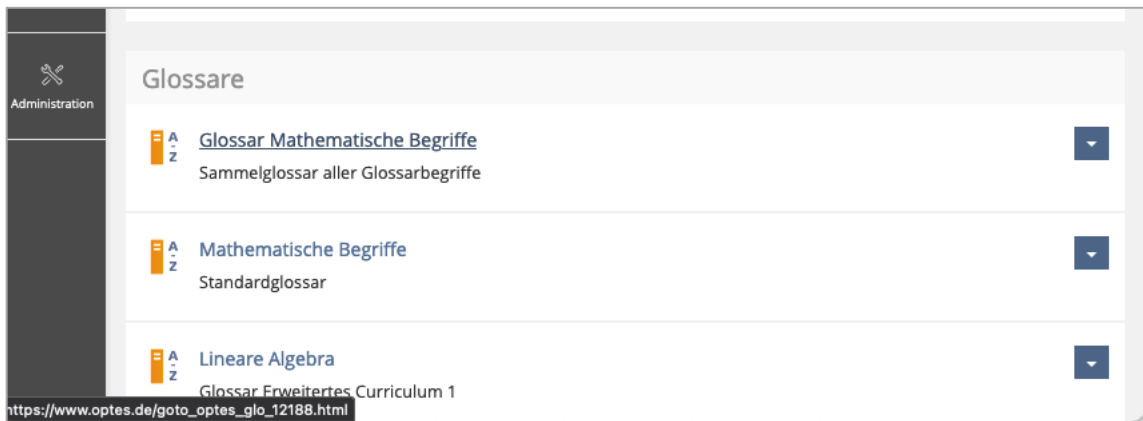 Administration
Glossare
A-Z
Glossar Mathematische Begriffe
Sammelglossar aller Glossarbegriffe
A-Z
Mathematische Begriffe
Standardglossar
A-Z
Lineare Algebra
Glossar Erweitertes Curriculum 1
https://www.optes.de/goto_optes_glo_12188.html